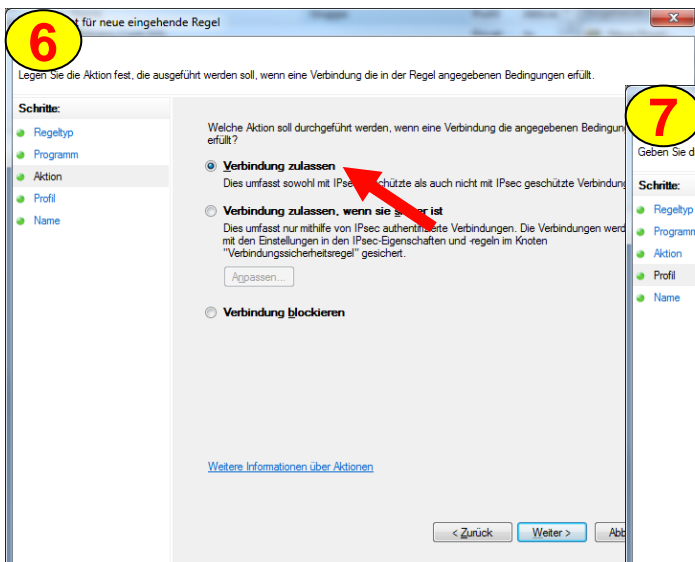 6
t für neue eingehende Regel
Legen Sie die Aktion fest, die ausgeführt werden soll, wenn eine Verbindung die in der Regel angegebenen Bedingungen erfüllt.
Schritte:
Regeltyp
Programm
Aktion
Profil
Name
Welche Aktion soll durchgeführt werden, wenn eine Verbindung die angegebenen Bedingun
erfüllt?
Verbindung zulassen
Dies umfasst sowohl mit IPse schützte als auch nicht mit IPsec geschützte Verbindung
Verbindung zulassen, wenn sie ist
Dies umfasst nur mithilfe von IPsec authentifizierte Verbindungen. Die Verbindungen werd
mit den Einstellungen in den IPsec-Eigenschaften und -regeln im Knoten
"Verbindungssicherheitsregel" gesichert.
Anpassen...
Verbindung blockieren
Weitere Informationen über Aktionen
< Zurück Weiter > Abb
7
Geben Sie d
Schritte:
Regeltyp
Programm
Aktion
Profil
Name